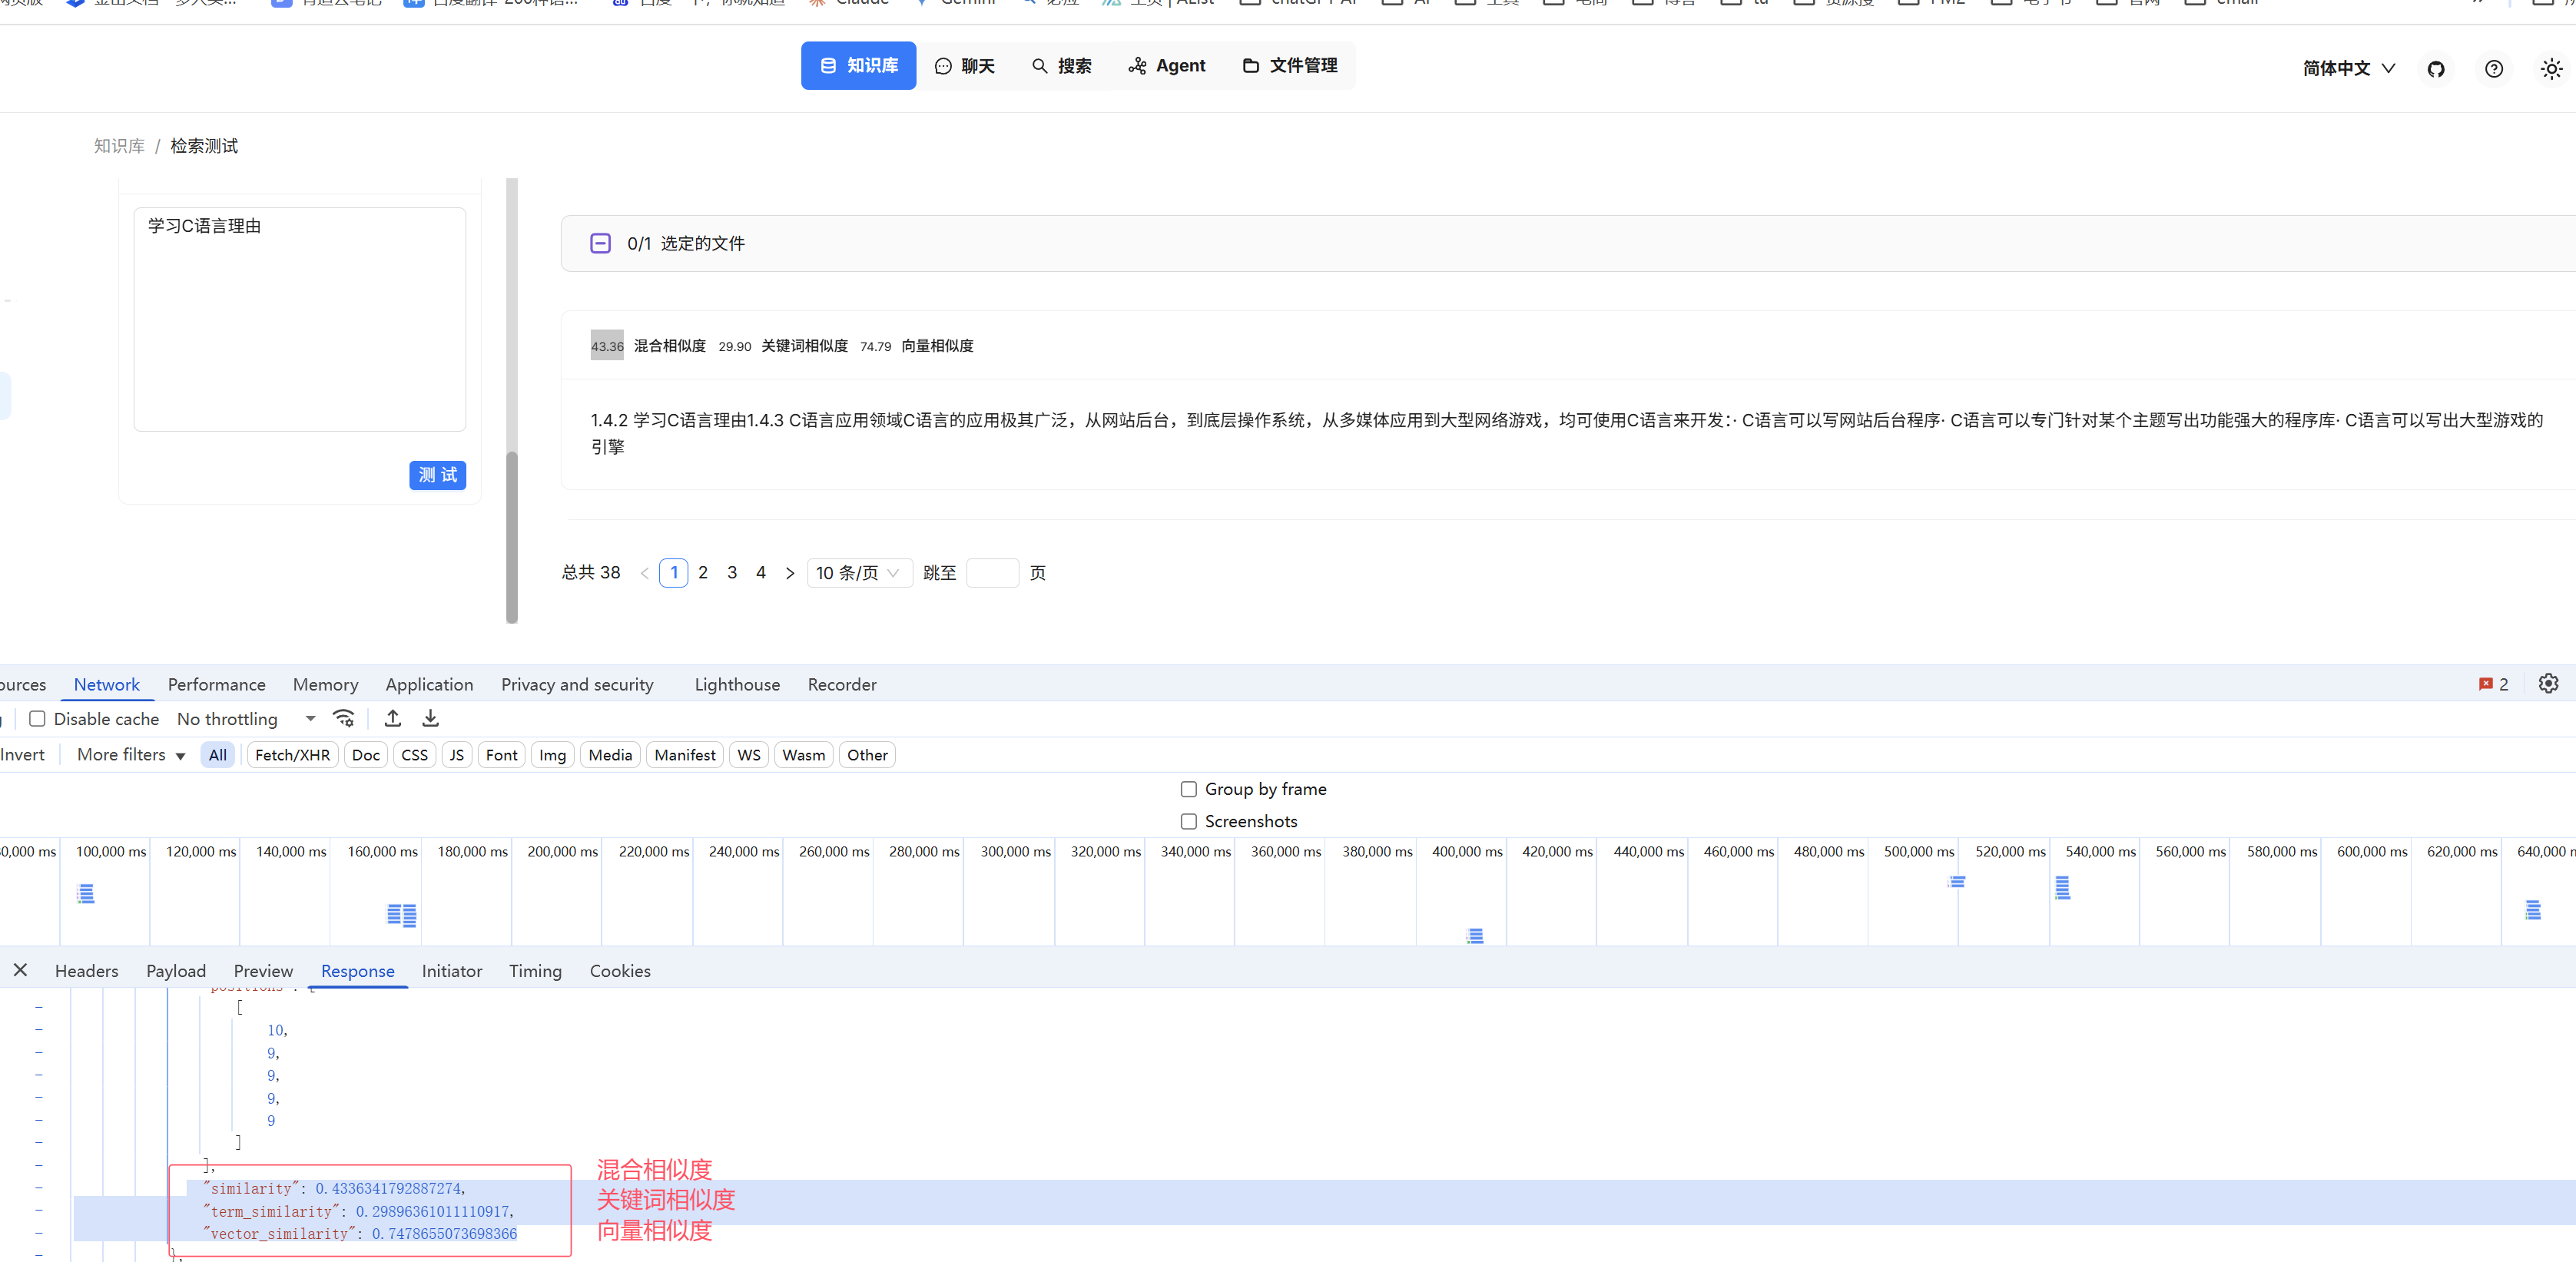 Claude
Gemini
知识库 聊天 搜索 Agent 文件管理 简体中文
知识库 / 检索测试
学习C语言理由
0/1 选定的文件
43.36 混合相似度 29.90 关键词相似度 74.79 向量相似度
1.4.2 学习C语言理由1.4.3 C语言应用领域C语言的应用极其广泛，从网站后台，到底层操作系统，从多媒体应用到大型网络游戏，均可使用C语言来开发：· C语言可以写网站后台程序· C语言可以专门针对某个主题写出功能强大的程序库· C语言可以写出大型游戏的
引擎
测 试
总共 38 1 2 3 4 10 条/页 跳至 页
Network Performance Memory Application Privacy and security Lighthouse Recorder 2
Disable cache No throttling
Invert More filters All Fetch/XHR Doc CSS JS Font Img Media Manifest WS Wasm Other
Group by frame
Screenshots
100,000 ms 120,000 ms 140,000 ms 160,000 ms 180,000 ms 200,000 ms 220,000 ms 240,000 ms 260,000 ms 280,000 ms 300,000 ms 320,000 ms 340,000 ms 360,000 ms 380,000 ms 400,000 ms 420,000 ms 440,000 ms 460,000 ms 480,000 ms 500,000 ms 520,000 ms 540,000 ms 560,000 ms 580,000 ms 600,000 ms 620,000 ms
Headers Payload Preview Response Initiator Timing Cookies
[
10,
9,
9,
9,
9
]
],
"similarity": 0.4336341792887274,
"term_similarity": 0.29896361011110917,
"vector_similarity": 0.7478655073698366
混合相似度
关键词相似度
向量相似度